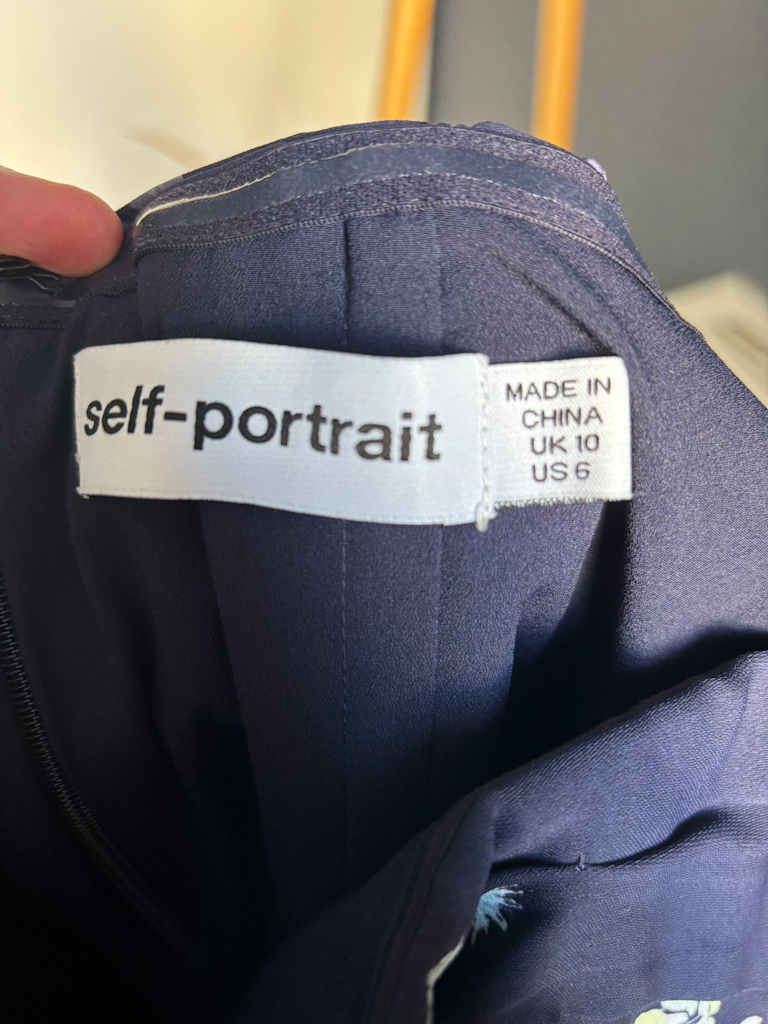 self-portrait
MADE IN
CHINA
UK 10
US 6